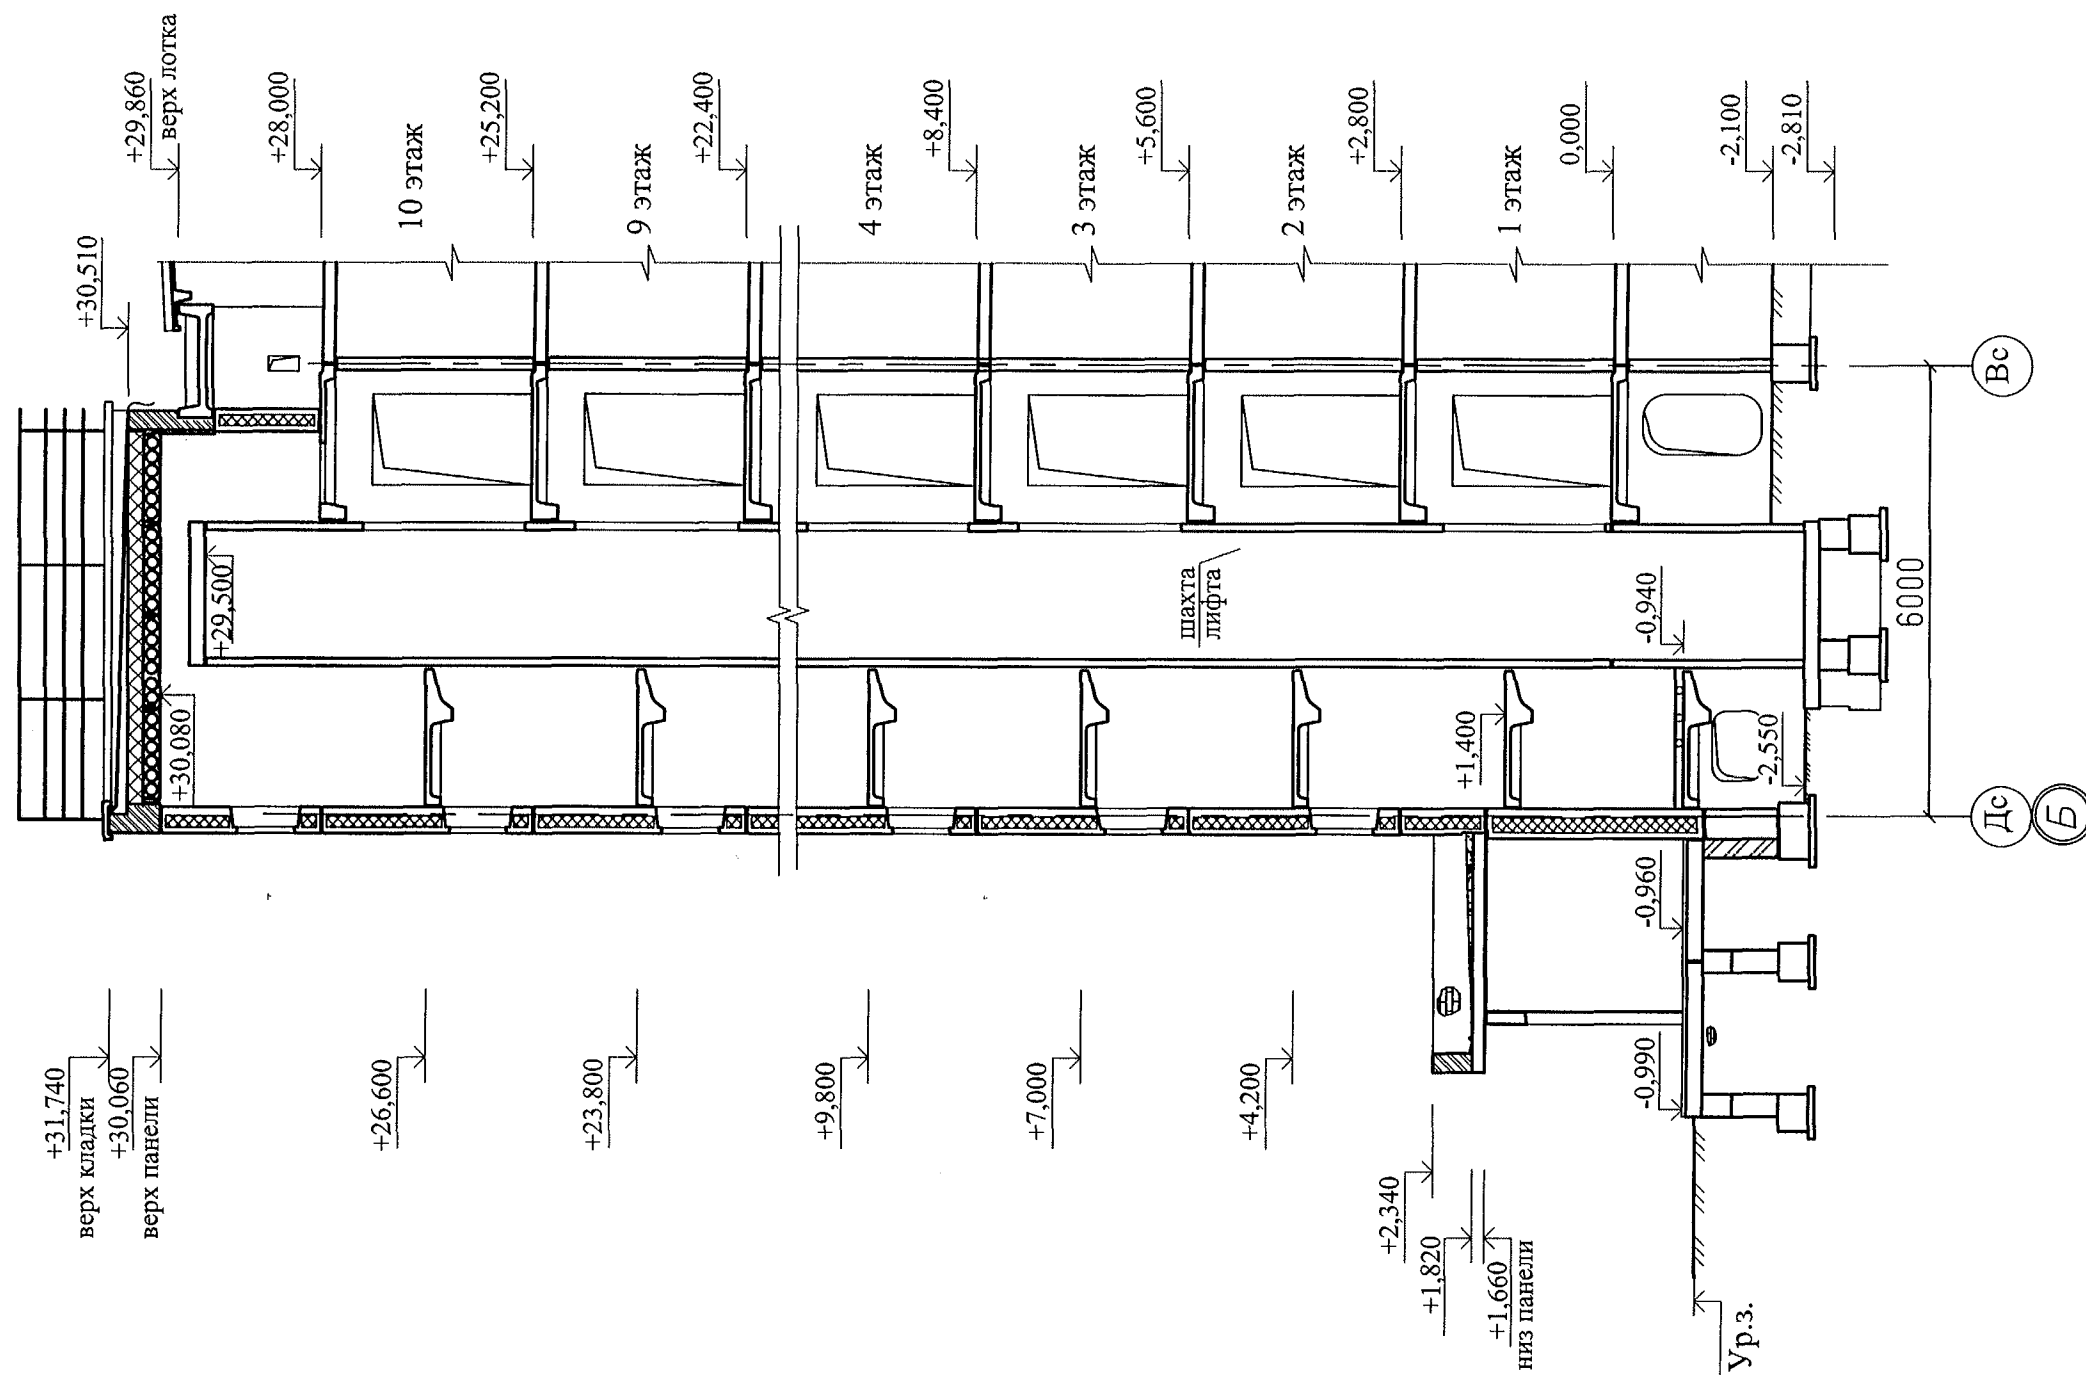 +31,740
верх кладки
+30,060
верх панели
+26,600
+23,800
+9,800
+7,000
+4,200
+2,340
+1,820
+1,660
низ панели
Ур.з.
+30,080
+29,500
шахта
лифта
+1,400
-0,940
-2,550
-0,960
-0,990
6000
Дс
Б
Вс
+30,510
+29,860
верх лотка
+28,000
10 этаж
+25,200
9 этаж
+22,400
4 этаж
+8,400
3 этаж
+5,600
2 этаж
+2,800
1 этаж
0,000
-2,100
-2,810